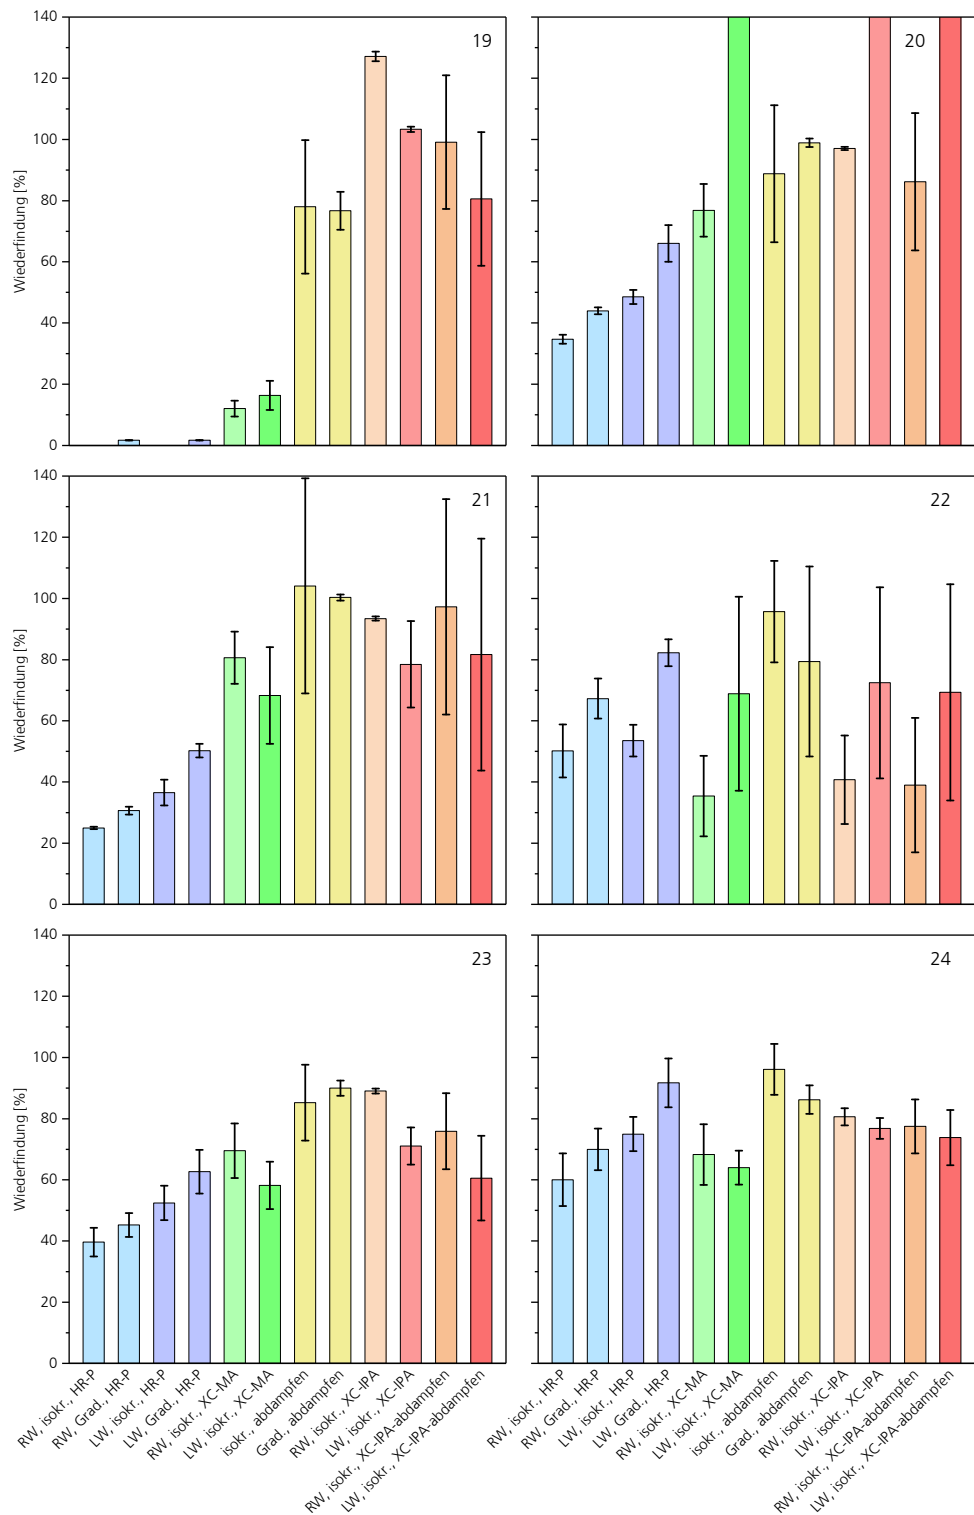 140
120
100
80
60
40
20
0
Wiederfindung [%]
19
20
140
120
100
80
60
40
20
0
Wiederfindung [%]
21
22
140
120
100
80
60
40
20
0
Wiederfindung [%]
23
24
RW, isokr., HR-P
RW, Grad., HR-P
LW, isokr., HR-P
LW, Grad., HR-P
RW, isokr., XC-MA
LW, isokr., XC-MA
isokr., abdampfen
Grad., abdampfen
RW, isokr., XC-IPA
LW, isokr., XC-IPA
RW, isokr., XC-IPA-abdampfen
LW, isokr., XC-IPA-abdampfen
RW, isokr., HR-P
RW, Grad., HR-P
LW, isokr., HR-P
LW, Grad., HR-P
RW, isokr., XC-MA
LW, isokr., XC-MA
isokr., abdampfen
Grad., abdampfen
RW, isokr., XC-IPA
LW, isokr., XC-IPA
RW, isokr., XC-IPA-abdampfen
LW, isokr., XC-IPA-abdampfen